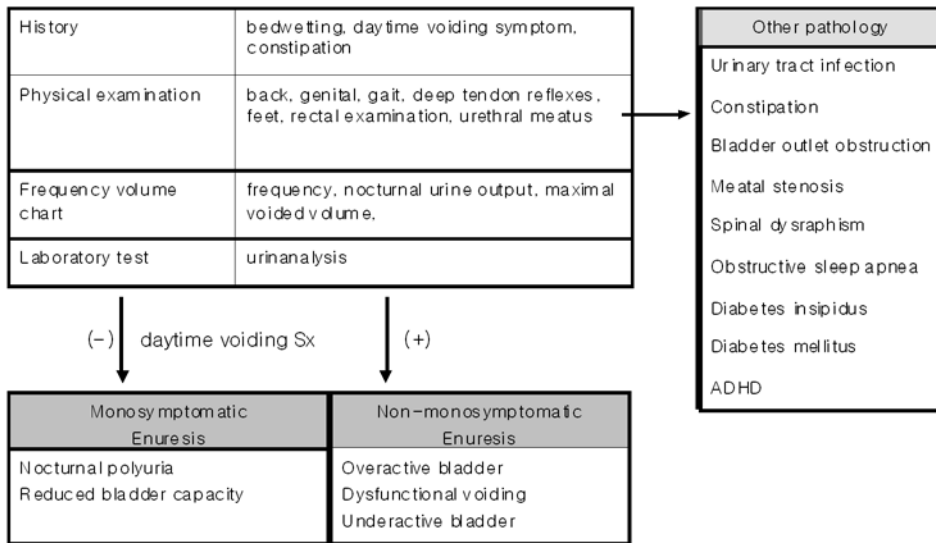 History
bedwetting, daytime voiding symptom,
constipation
Physical examination
back, genital, gait, deep tendon reflexes,
feet, rectal examination, urethral meatus
Frequency volume
chart
frequency, nocturnal urine output, maximal
voided volume,
Laboratory test
urinanalysis
Other pathology
Urinary tract infection
Constipation
Bladder outlet obstruction
Meatal stenosis
Spinal dysraphism
Obstructive sleep apnea
Diabetes insipidus
Diabetes mellitus
ADHD
(-) daytime voiding Sx (+)
Monosymptomatic
Enuresis
Nocturnal polyuria
Reduced bladder capacity
Non-monosymptomatic
Enuresis
Overactive bladder
Dysfunctional voiding
Underactive bladder